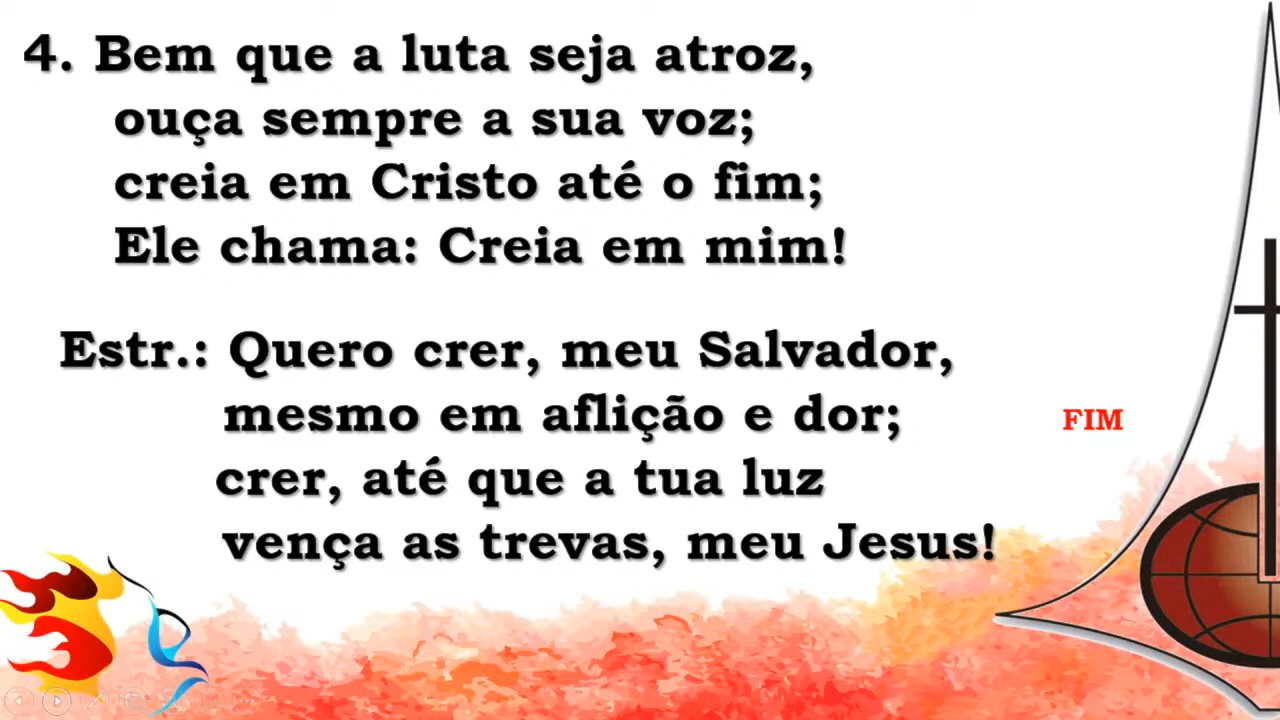 4. Bem que a luta seja atroz,
ouça sempre a sua voz;
creia em Cristo até o fim;
Ele chama: Creia em mim!
Estr.: Quero crer, meu Salvador,
mesmo em aflição e dor;
FIM
crer, até que a tua luz
vença as trevas, meu Jesus!